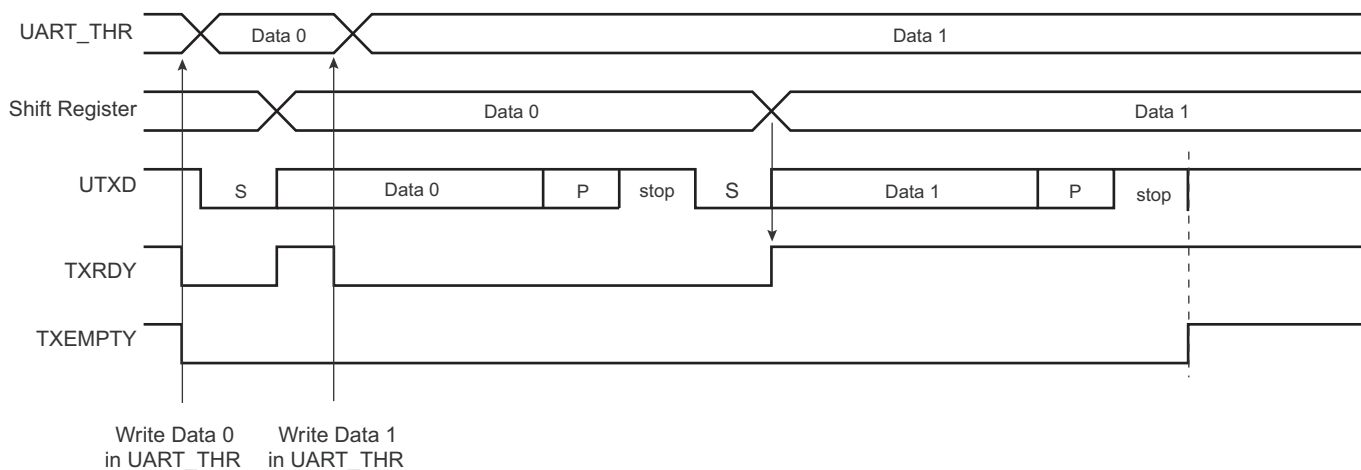 UART_THR
Data 0
Data 1
Shift Register
Data 0
Data 1
UTXD
S
Data 0
P
stop
S
Data 1
P
stop
TXRDY
TXEMPTY
Write Data 0
in UART_THR
Write Data 1
in UART_THR